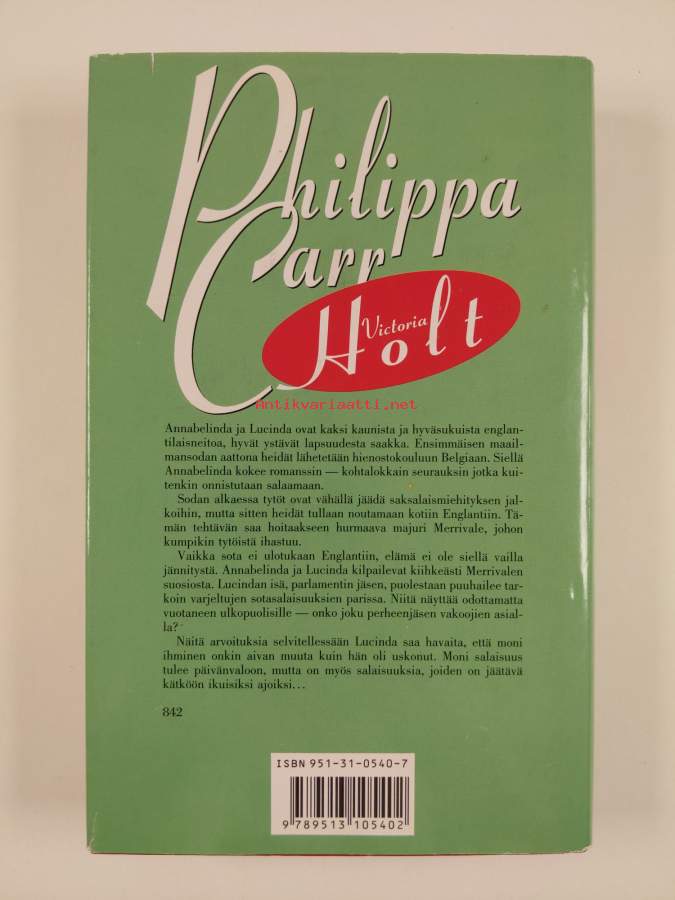 Philippa
Carr
Victoria
Holt
Antikvariaatti.net
Annabelinda ja Lucinda ovat kaksi kaunista ja hyväsukuista englan-
tilaisneitoa, hyvät ystävät lapsuudesta saakka. Ensimmäisen maail-
mansodan aattona heidät lähetetään hienostokouluun Belgiaan. Siellä
Annabelinda kokee romanssin — kohtalokkain seurauksin jotka kui-
tenkin onnistutaan salaamaan.
Sodan alkaessa tytöt ovat vähällä jäädä saksalaismiehityksen jal-
koihin, mutta sitten heidät tullaan noutamaan kotiin Englantiin. Tä-
män tehtävän saa hoitaakseen hurmaava majuri Merrivale, johon
kumpikin tytöistä ihastuu.
Vaikka sota ei ulotukaan Englantiin, elämä ei ole siellä vailla
jännitystä. Annabelinda ja Lucinda kilpailevat kiihkeästi Merrivalen
suosiosta. Lucindan isä, parlamentin jäsen, puolestaan puuhailee tar-
koin varjeltujen sotasalaisuuksien parissa. Niitä näyttää odottamatta
vuotaneen ulkopuolisille — onko joku perheenjäsen vakoojien asial-
la?
Näitä arvoituksia selvitellessään Lucinda saa havaita, että moni
ihminen onkin aivan muuta kuin hän oli uskonut. Moni salaisuus
tulee päivänvaloon, mutta on myös salaisuuksia, joiden on jäätävä
kätköön ikuisiksi ajoiksi…
842
ISBN 951-31-0540-7
9 789513 105402